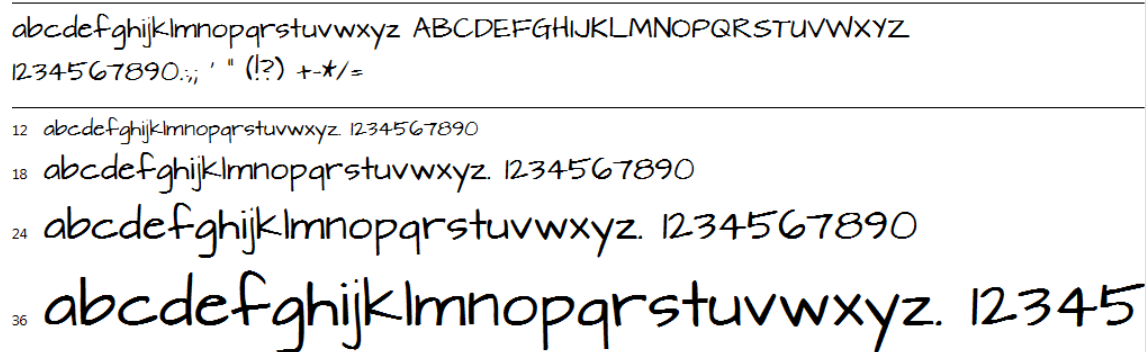 abcdefghijklmnopqrstuvwxyz ABCDEFGHIJKLMNOPQRSTUVWXYZ
1234567890.:,; ' " (!?) +-*/=
12 abcdefghijklmnopqrstuvwxyz. 1234567890
18 abcdefghijklmnopqrstuvwxyz. 1234567890
24 abcdefghijklmnopqrstuvwxyz. 1234567890
36 abcdefghijklmnopqrstuvwxyz. 12345